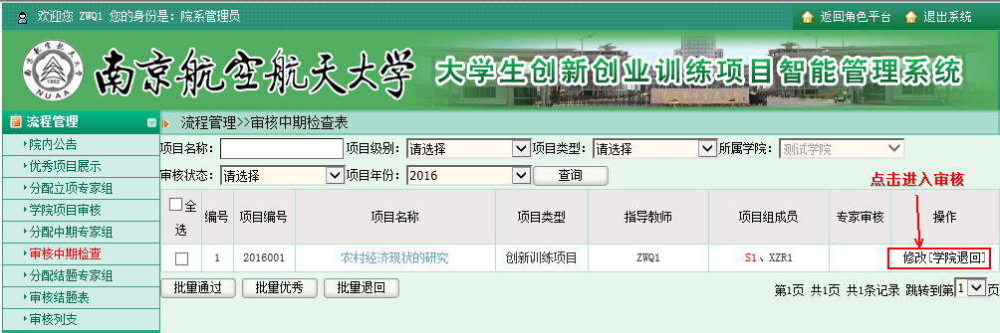 欢迎您 ZWQ1 您的身份是：院系管理员
返回角色平台 退出系统
南京航空航天大学
1952
NUAA
南京航空航天大学 大学生创新创业训练项目智能管理系统
流程管理
院内公告
优秀项目展示
分配立项专家组
学院项目审核
分配中期专家组
审核中期检查
分配结题专家组
审核结题表
审核列支
流程管理>>审核中期检查表
项目名称： 项目级别： 请选择 项目类型： 请选择 所属学院： 测试学院
审核状态： 请选择 项目年份： 2016 查询
点击进入审核
全选 编号 项目编号 项目名称 项目类型 指导教师 项目组成员 专家审核 操作
1 2016001 农村经济现状的研究 创新训练项目 ZWQ1 S1、XZR1 修改[学院退回]
批量通过 批量优秀 批量退回
第1页 共1页 共1条记录 跳转到第 1 页